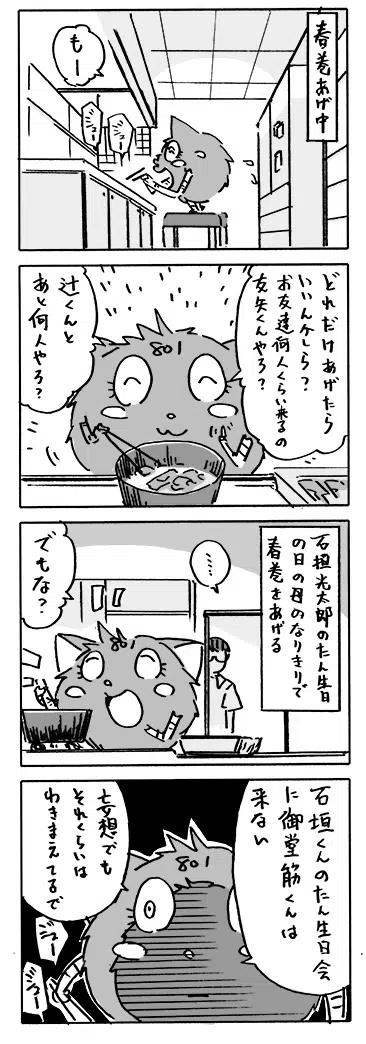 春巻あげ中
もー
ジュー
ジュー
どれだけあげたら
いいんかしら？
お友達何人くらい来るの
友矢くんやろ？
辻くんと
あと何人やろ？
801
石垣光太郎のたん生日
の日の母のなりきりで
春巻をあげる
……
でもな？
801
石垣くんのたん生日会
に御堂筋くんは
来ない
妄想でも
それくらいは
わきまえてるで
801
ジュー
ジュー